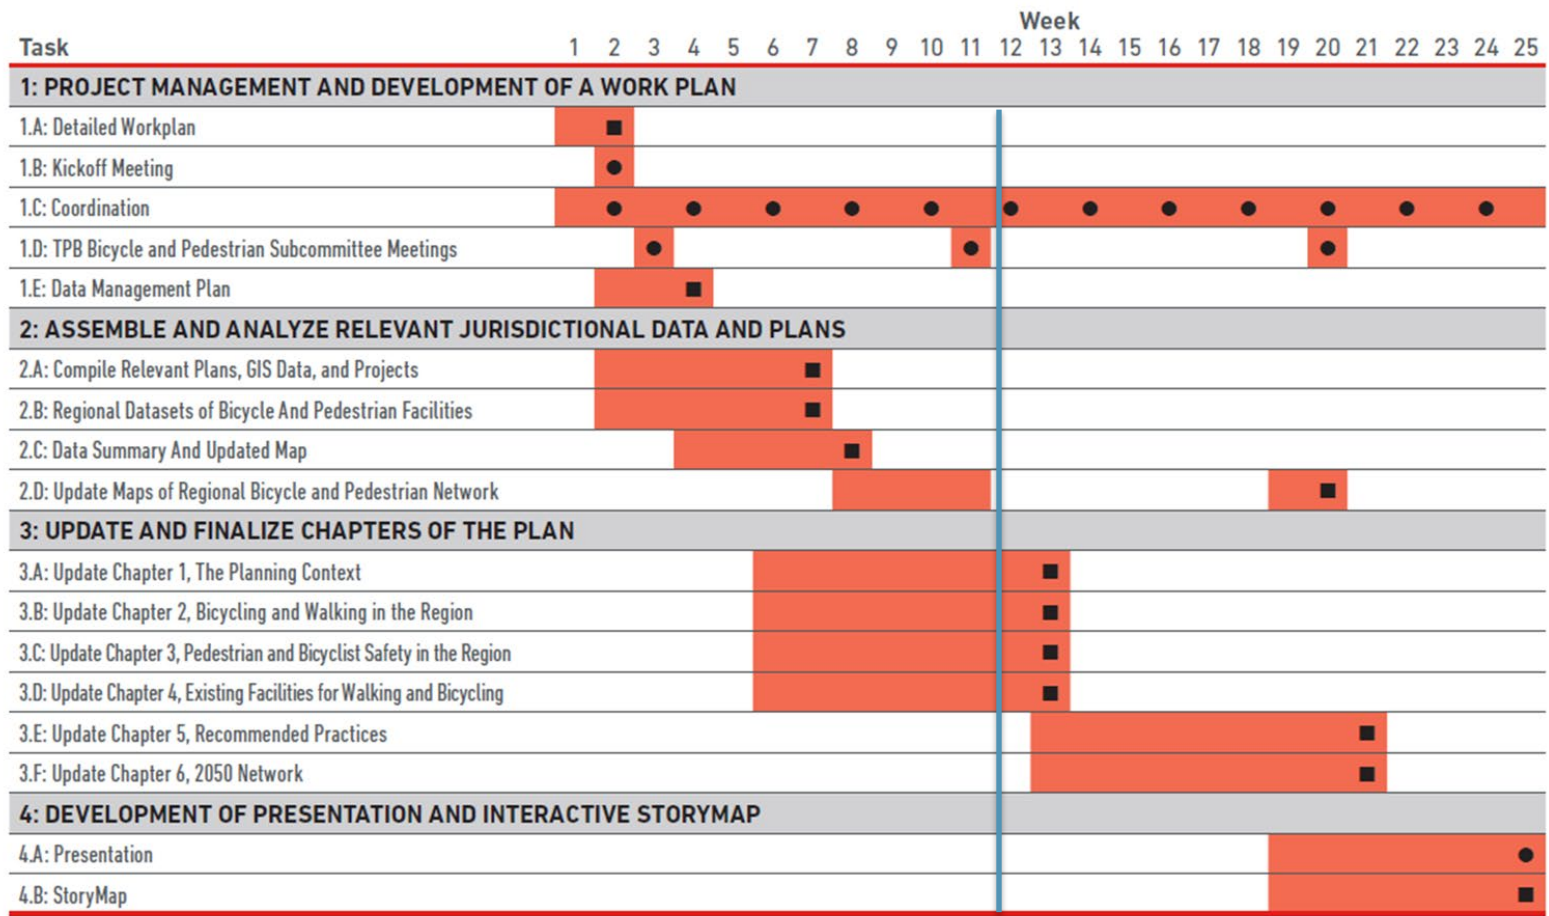 Week
Task 1 2 3 4 5 6 7 8 9 10 11 12 13 14 15 16 17 18 19 20 21 22 23 24 25
1: PROJECT MANAGEMENT AND DEVELOPMENT OF A WORK PLAN
1.A: Detailed Workplan
1.B: Kickoff Meeting
1.C: Coordination
1.D: TPB Bicycle and Pedestrian Subcommittee Meetings
1.E: Data Management Plan
2: ASSEMBLE AND ANALYZE RELEVANT JURISDICTIONAL DATA AND PLANS
2.A: Compile Relevant Plans, GIS Data, and Projects
2.B: Regional Datasets of Bicycle And Pedestrian Facilities
2.C: Data Summary And Updated Map
2.D: Update Maps of Regional Bicycle and Pedestrian Network
3: UPDATE AND FINALIZE CHAPTERS OF THE PLAN
3.A: Update Chapter 1, The Planning Context
3.B: Update Chapter 2, Bicycling and Walking in the Region
3.C: Update Chapter 3, Pedestrian and Bicyclist Safety in the Region
3.D: Update Chapter 4, Existing Facilities for Walking and Bicycling
3.E: Update Chapter 5, Recommended Practices
3.F: Update Chapter 6, 2050 Network
4: DEVELOPMENT OF PRESENTATION AND INTERACTIVE STORYMAP
4.A: Presentation
4.B: StoryMap